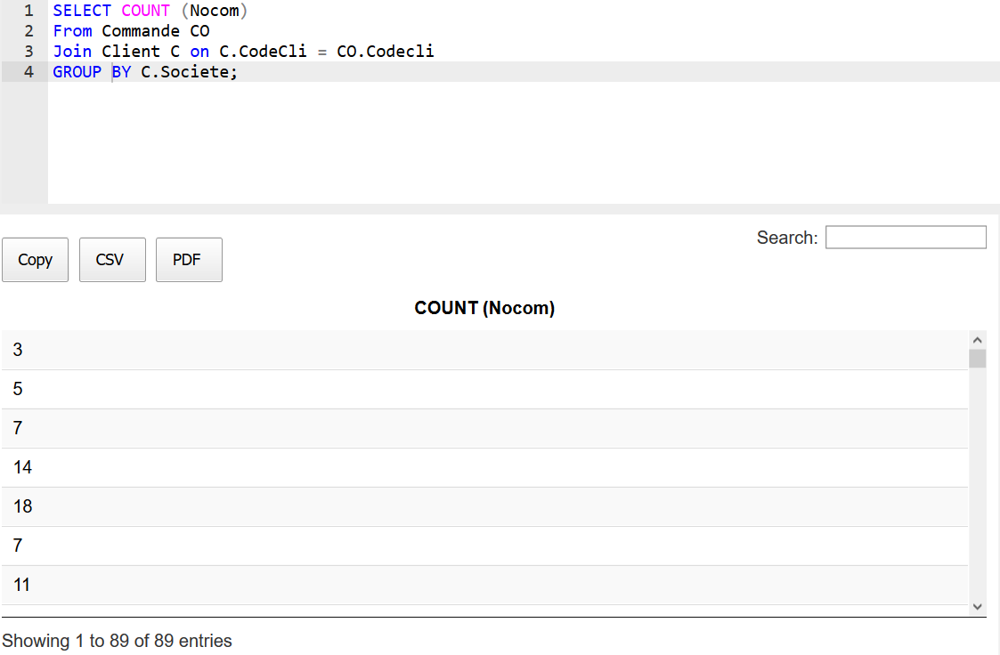 1 SELECT COUNT (Nocom)
2 From Commande CO
3 Join Client C on C.CodeCli = CO.Codecli
4 GROUP BY C.Societe;
Search:
Copy CSV PDF
COUNT (Nocom)
3
5
7
14
18
7
11
Showing 1 to 89 of 89 entries